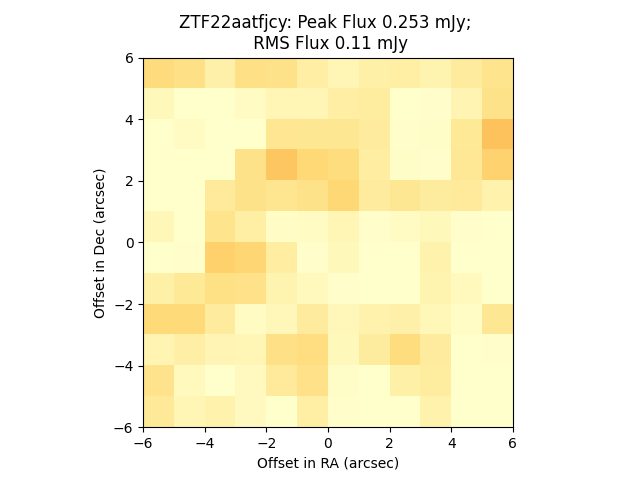 ZTF22aatfjcy: Peak Flux 0.253 mJy;
RMS Flux 0.11 mJy
6
4
2
0
−2
−4
−6
Offset in Dec (arcsec)
−6 −4 −2 0 2 4 6
Offset in RA (arcsec)